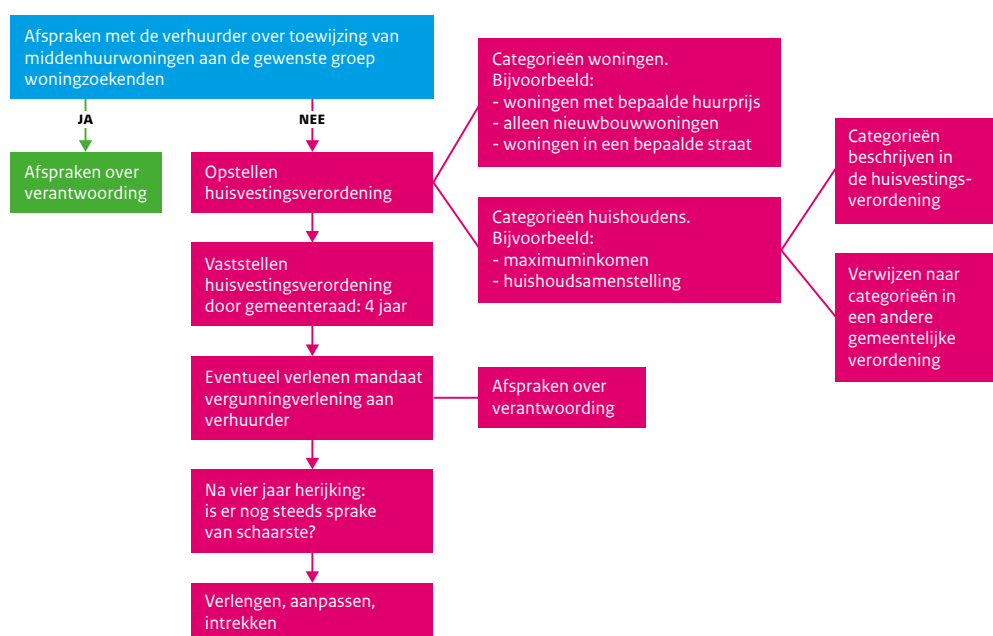 Afspraken met de verhuurder over toewijzing van
middenhuurwoningen aan de gewenste groep
woningzoekenden
JA
NEE
Afspraken over
verantwoording
Opstellen
huisvestingsverordening
Categorieën woningen.
Bijvoorbeeld:
- woningen met bepaalde huurprijs
- alleen nieuwbouwwoningen
- woningen in een bepaalde straat
Categorieën huishoudens.
Bijvoorbeeld:
- maximuminkomen
- huishoudsamenstelling
Categorieën
beschrijven in
de huisvestings-
verordening
Verwijzen naar
categorieën in
een andere
gemeentelijke
verordening
Vaststellen
huisvestingsverordening
door gemeenteraad: 4 jaar
Eventueel verlenen mandaat
vergunningverlening aan
verhuurder
Afspraken over
verantwoording
Na vier jaar herijking:
is er nog steeds sprake
van schaarste?
Verlengen, aanpassen,
intrekken